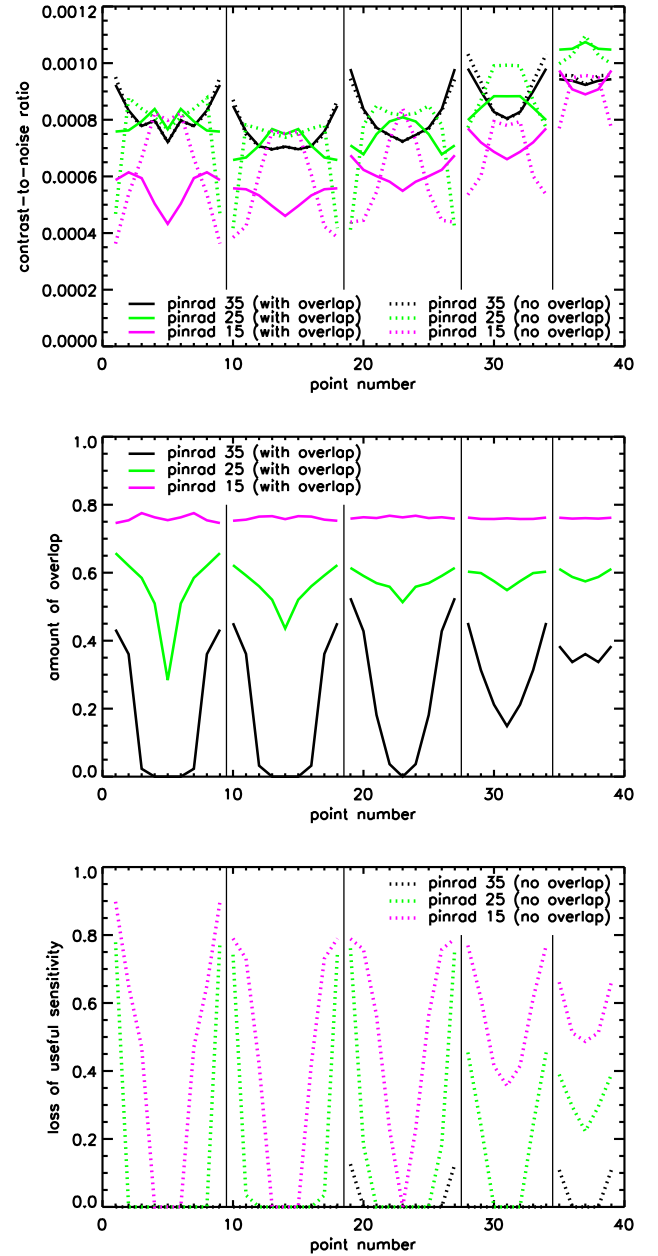 0.0012
0.0010
0.0008
0.0006
0.0004
0.0002
0.0000
contrast-to-noise ratio
pinrad 35 (with overlap)
pinrad 25 (with overlap)
pinrad 15 (with overlap)
pinrad 35 (no overlap)
pinrad 25 (no overlap)
pinrad 15 (no overlap)
0 10 20 30 40
point number
1.0
0.8
0.6
0.4
0.2
0.0
amount of overlap
pinrad 35 (with overlap)
pinrad 25 (with overlap)
pinrad 15 (with overlap)
0 10 20 30 40
point number
1.0
0.8
0.6
0.4
0.2
0.0
loss of useful sensitivity
pinrad 35 (no overlap)
pinrad 25 (no overlap)
pinrad 15 (no overlap)
0 10 20 30 40
point number